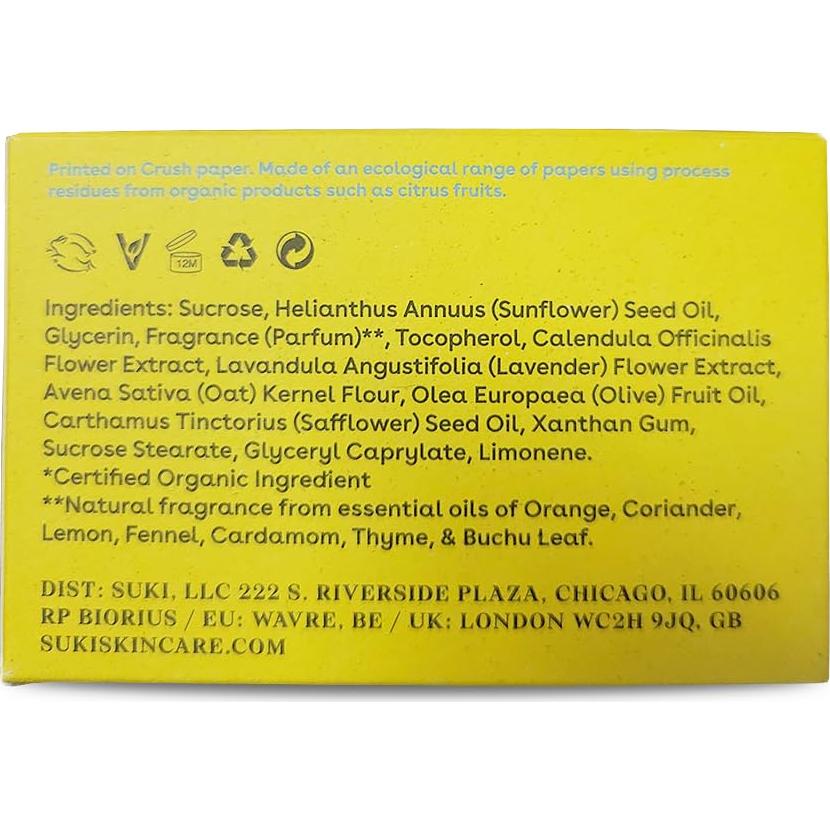 Printed on Crush paper. Made of an ecological range of papers using process
residues from organic products such as citrus fruits.
12M
Ingredients: Sucrose, Helianthus Annuus (Sunflower) Seed Oil,
Glycerin, Fragrance (Parfum)**, Tocopherol, Calendula Officinalis
Flower Extract, Lavandula Angustifolia (Lavender) Flower Extract,
Avena Sativa (Oat) Kernel Flour, Olea Europaea (Olive) Fruit Oil,
Carthamus Tinctorius (Safflower) Seed Oil, Xanthan Gum,
Sucrose Stearate, Glyceryl Caprylate, Limonene.
*Certified Organic Ingredient
**Natural fragrance from essential oils of Orange, Coriander,
Lemon, Fennel, Cardamom, Thyme, & Buchu Leaf.
DIST: SUKI, LLC 222 S. RIVERSIDE PLAZA, CHICAGO, IL 60606
RP BIORIUS / EU: WAVRE, BE / UK: LONDON WC2H 9JQ, GB
SUKISKINCARE.COM